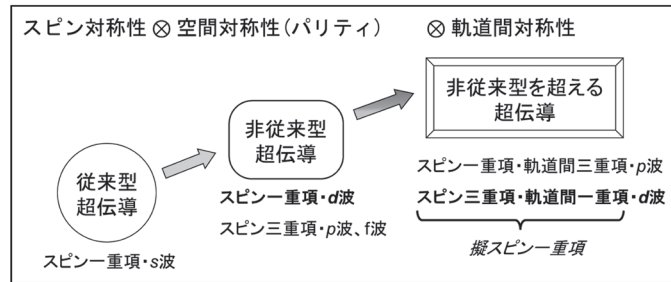 スピン対称性 ⊗ 空間対称性(パリティ) ⊗ 軌道間対称性
従来型
超伝導
スピン一重項・s波
非従来型
超伝導
スピン一重項・d波
スピン三重項・p波、f波
非従来型を超える
超伝導
スピン一重項・軌道間三重項・p波
スピン三重項・軌道間一重項・d波
擬スピン一重項